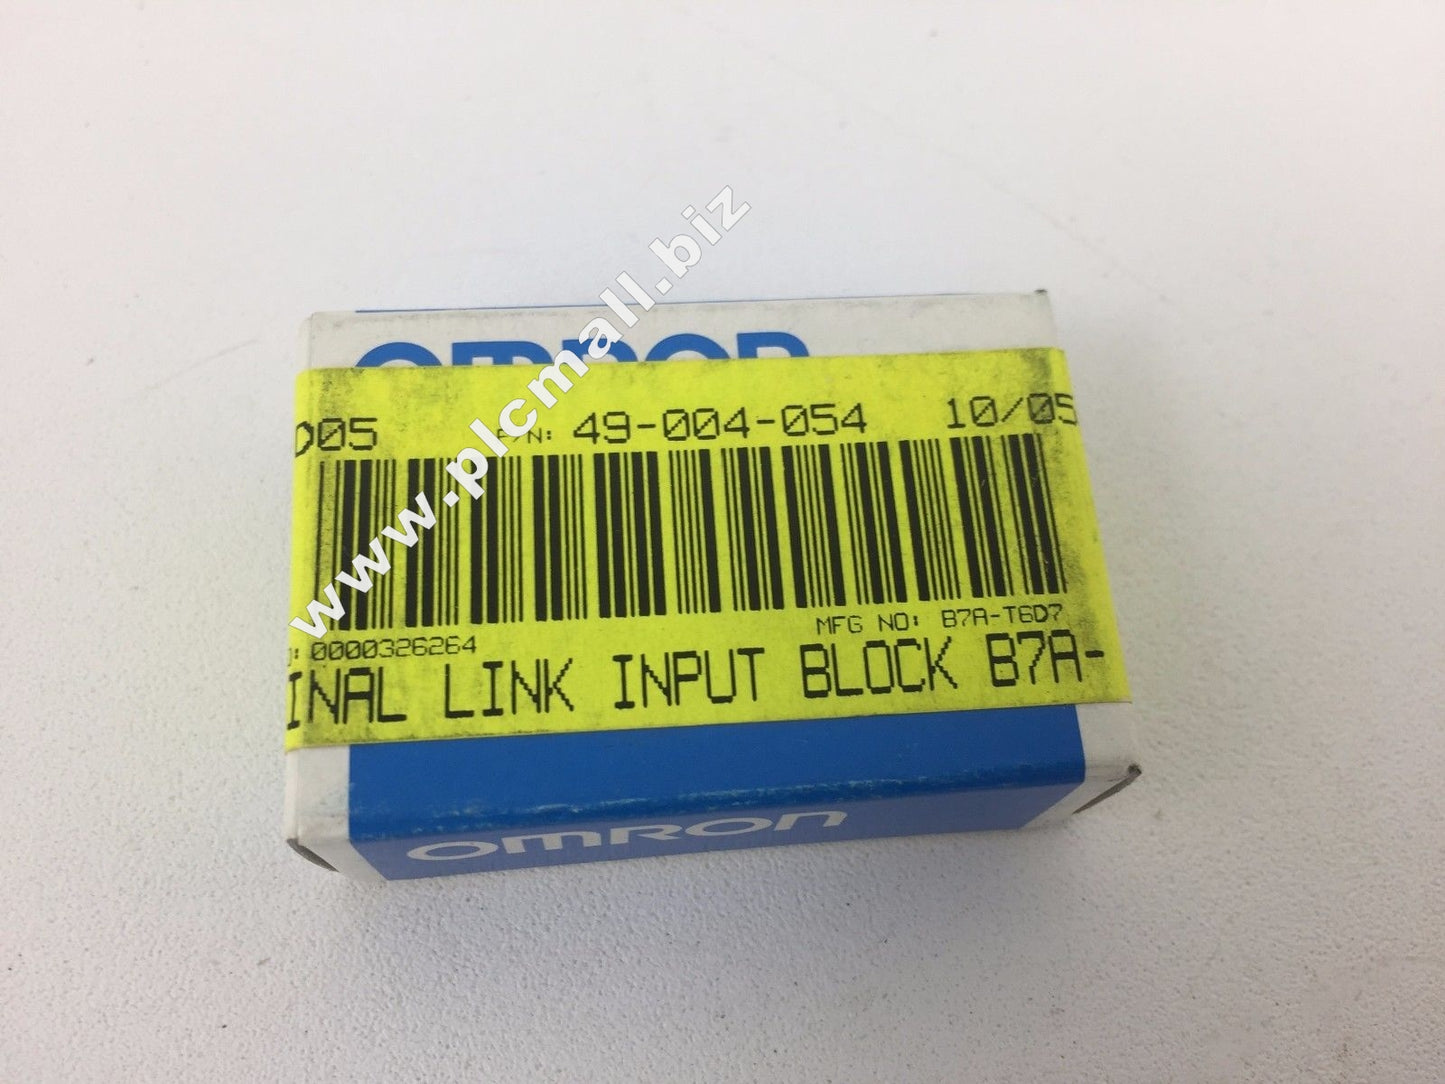 OMRON
D05 P/N: 49-004-054 10/05
0000326264 MFG NO: B7A-T6D7
INAL LINK INPUT BLOCK B7A-
OMRON
www.plcmall.biz